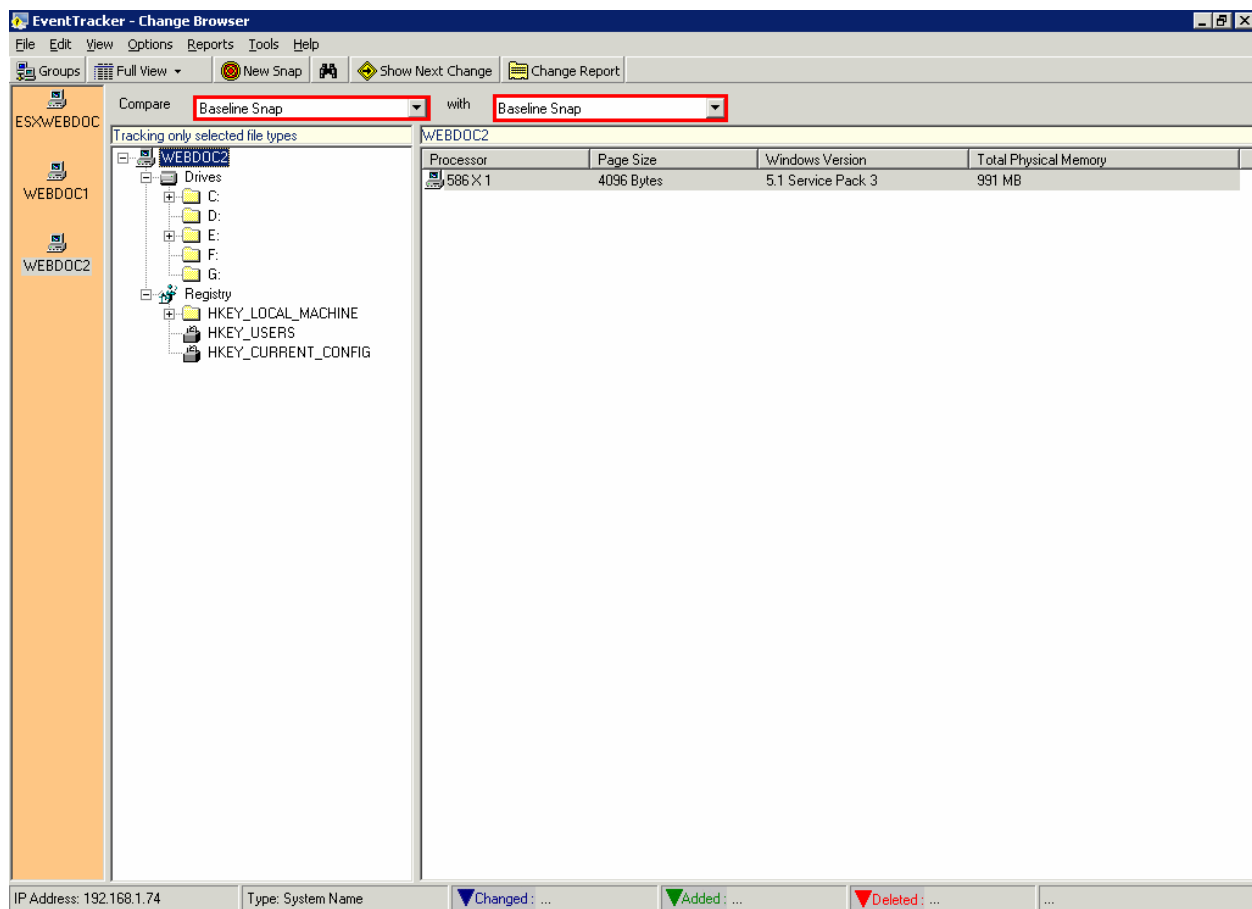 EventTracker - Change Browser
File Edit View Options Reports Tools Help
Groups Full View New Snap Show Next Change Change Report
ESXWEBDOC
WEBDOC1
WEBDOC2
Compare Baseline Snap with Baseline Snap
Tracking only selected file types
WEBDOC2
Drives
C:
D:
E:
F:
G:
Registry
HKEY_LOCAL_MACHINE
HKEY_USERS
HKEY_CURRENT_CONFIG
WEBDOC2
Processor Page Size Windows Version Total Physical Memory
586 X 1 4096 Bytes 5.1 Service Pack 3 991 MB
IP Address: 192.168.1.74 Type: System Name Changed : ... Added : ... Deleted : ... ...